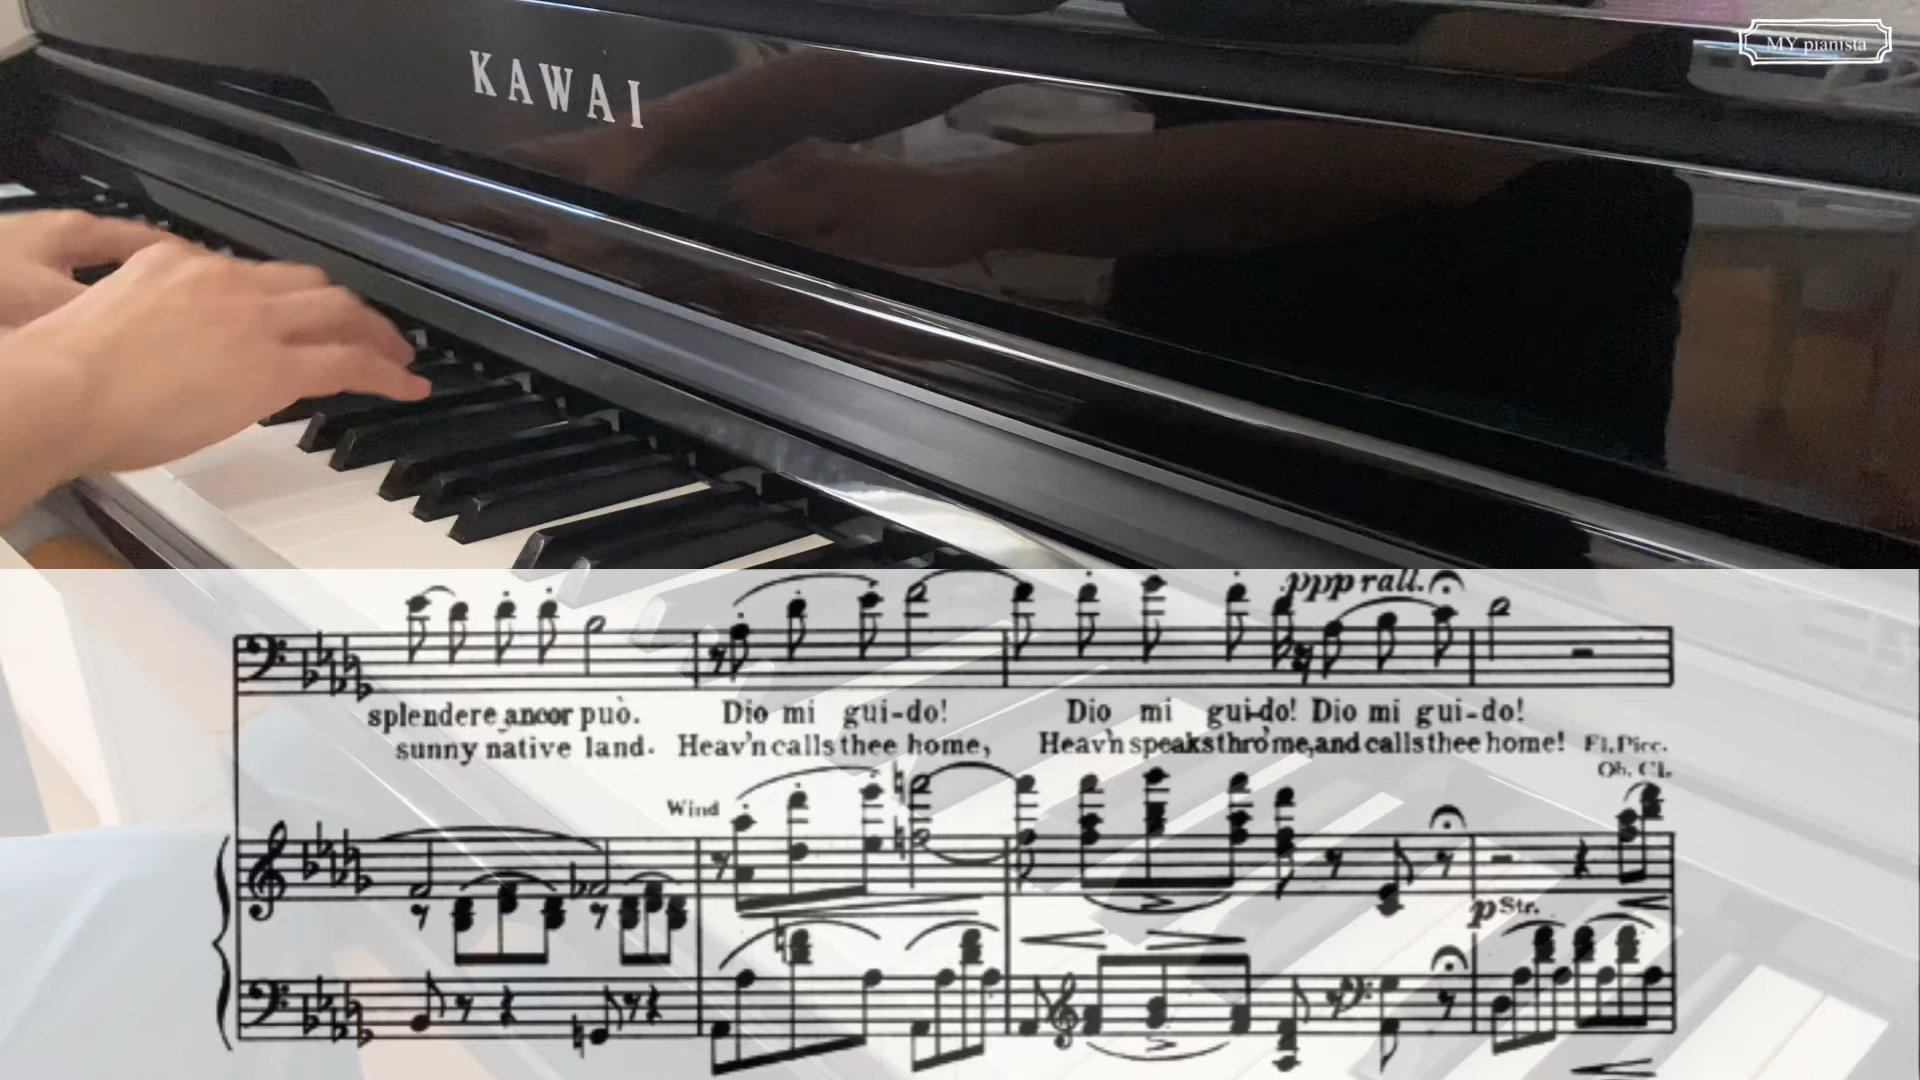 KAWAI
MY pianista
ppp rall.
splendere ancor può. Dio mi gui-do! Dio mi gui-do! Dio mi gui-do!
sunny native land. Heav'n calls thee home, Heav'n speaks thro' me, and calls thee home! Fl. Picc.
Ob. Cl.
Wind
p Str.